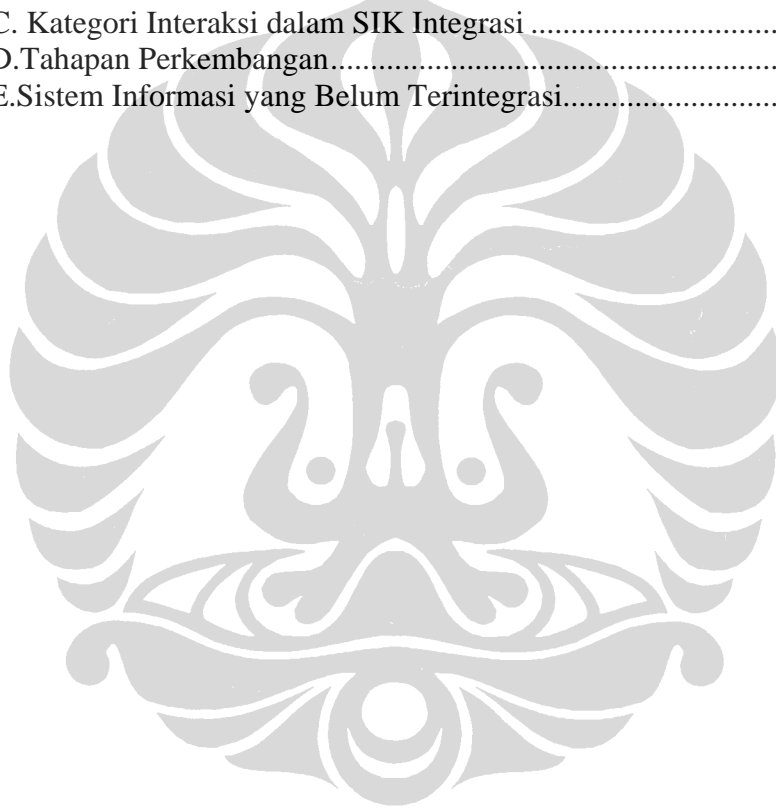 C. Kategori Interaksi dalam SIK Integrasi ...............................
D.Tahapan Perkembangan.........................................................
E.Sistem Informasi yang Belum Terintegrasi...........................